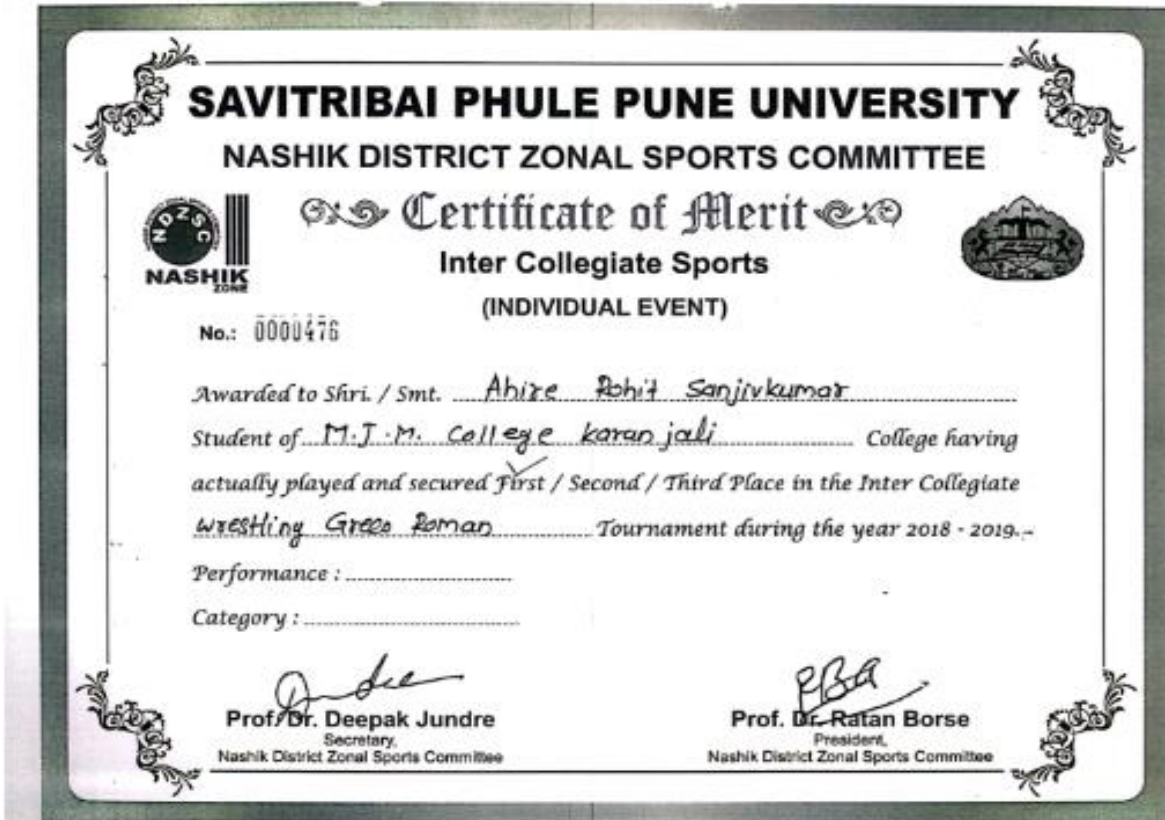 SAVITRIBAI PHULE PUNE UNIVERSITY
NASHIK DISTRICT ZONAL SPORTS COMMITTEE
Certificate of Merit
NDZSC
NASHIK
ZONE
Inter Collegiate Sports
(INDIVIDUAL EVENT)
No.: 0000476
Awarded to Shri. / Smt. Ahire Rohit Sanjivkumar
Student of M.J.M. College karanjali College having
actually played and secured First / Second / Third Place in the Inter Collegiate
wrestling Greco Roman Tournament during the year 2018 - 2019.
Performance :
Category :
Prof. Dr. Deepak Jundre
Secretary,
Nashik District Zonal Sports Committee
Prof. Dr. Ratan Borse
President,
Nashik District Zonal Sports Committee